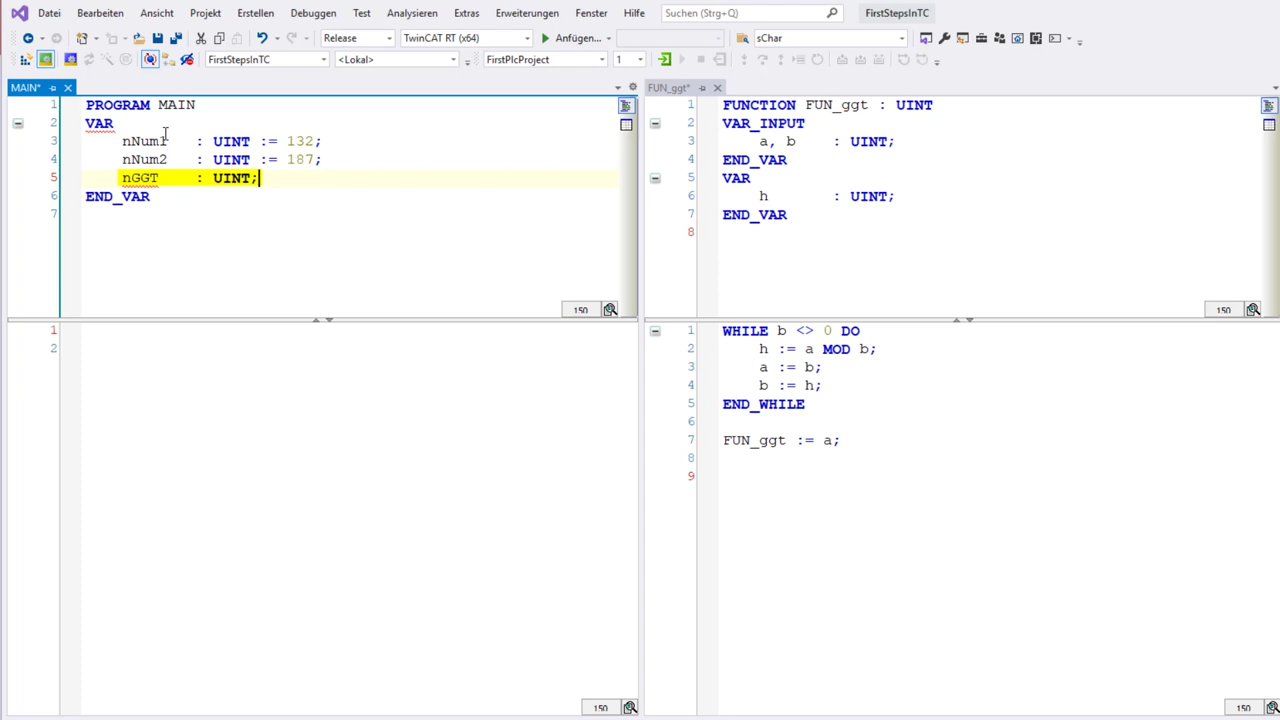 Datei Bearbeiten Ansicht Projekt Erstellen Debuggen Test Analysieren Extras Erweiterungen Fenster Hilfe Suchen (Strg+Q) FirstStepsInTC
Release TwinCAT RT (x64) Anfügen... sChar
FirstStepsInTC <Lokal> FirstPlcProject 1
MAIN*
1 PROGRAM MAIN
2 VAR
3 nNum1 : UINT := 132;
4 nNum2 : UINT := 187;
5 nGGT : UINT;
6 END_VAR
7
150
1
2
150
FUN_ggt*
1 FUNCTION FUN_ggt : UINT
2 VAR_INPUT
3 a, b : UINT;
4 END_VAR
5 VAR
6 h : UINT;
7 END_VAR
8
150
1 WHILE b <> 0 DO
2 h := a MOD b;
3 a := b;
4 b := h;
5 END_WHILE
6
7 FUN_ggt := a;
8
9
150